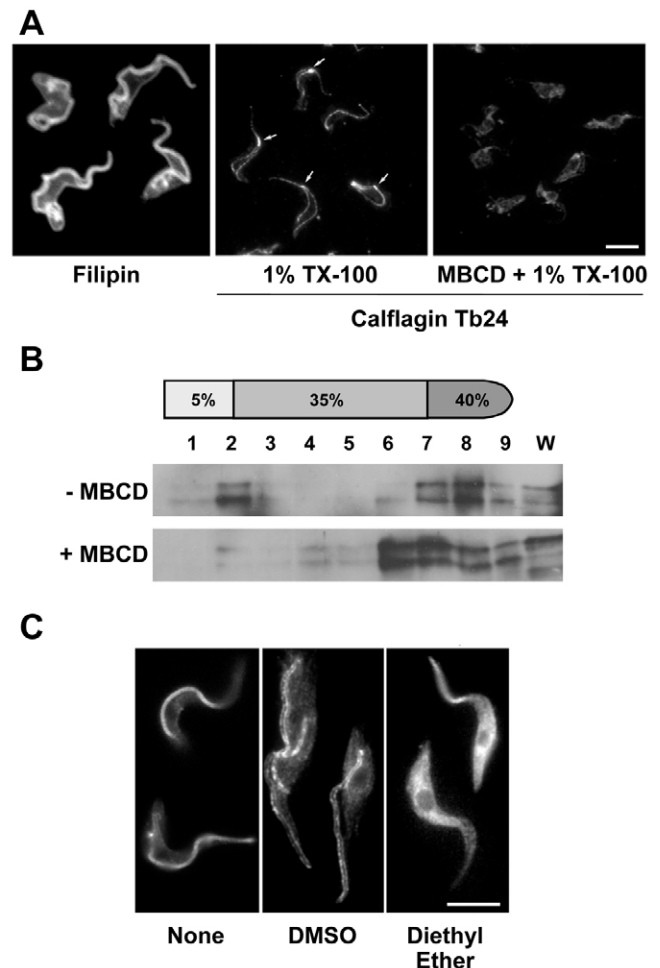 A
Filipin
1% TX-100
MBCD + 1% TX-100
Calflagin Tb24
B
5% 35% 40%
1 2 3 4 5 6 7 8 9 W
- MBCD
+ MBCD
C
None
DMSO
Diethyl
Ether